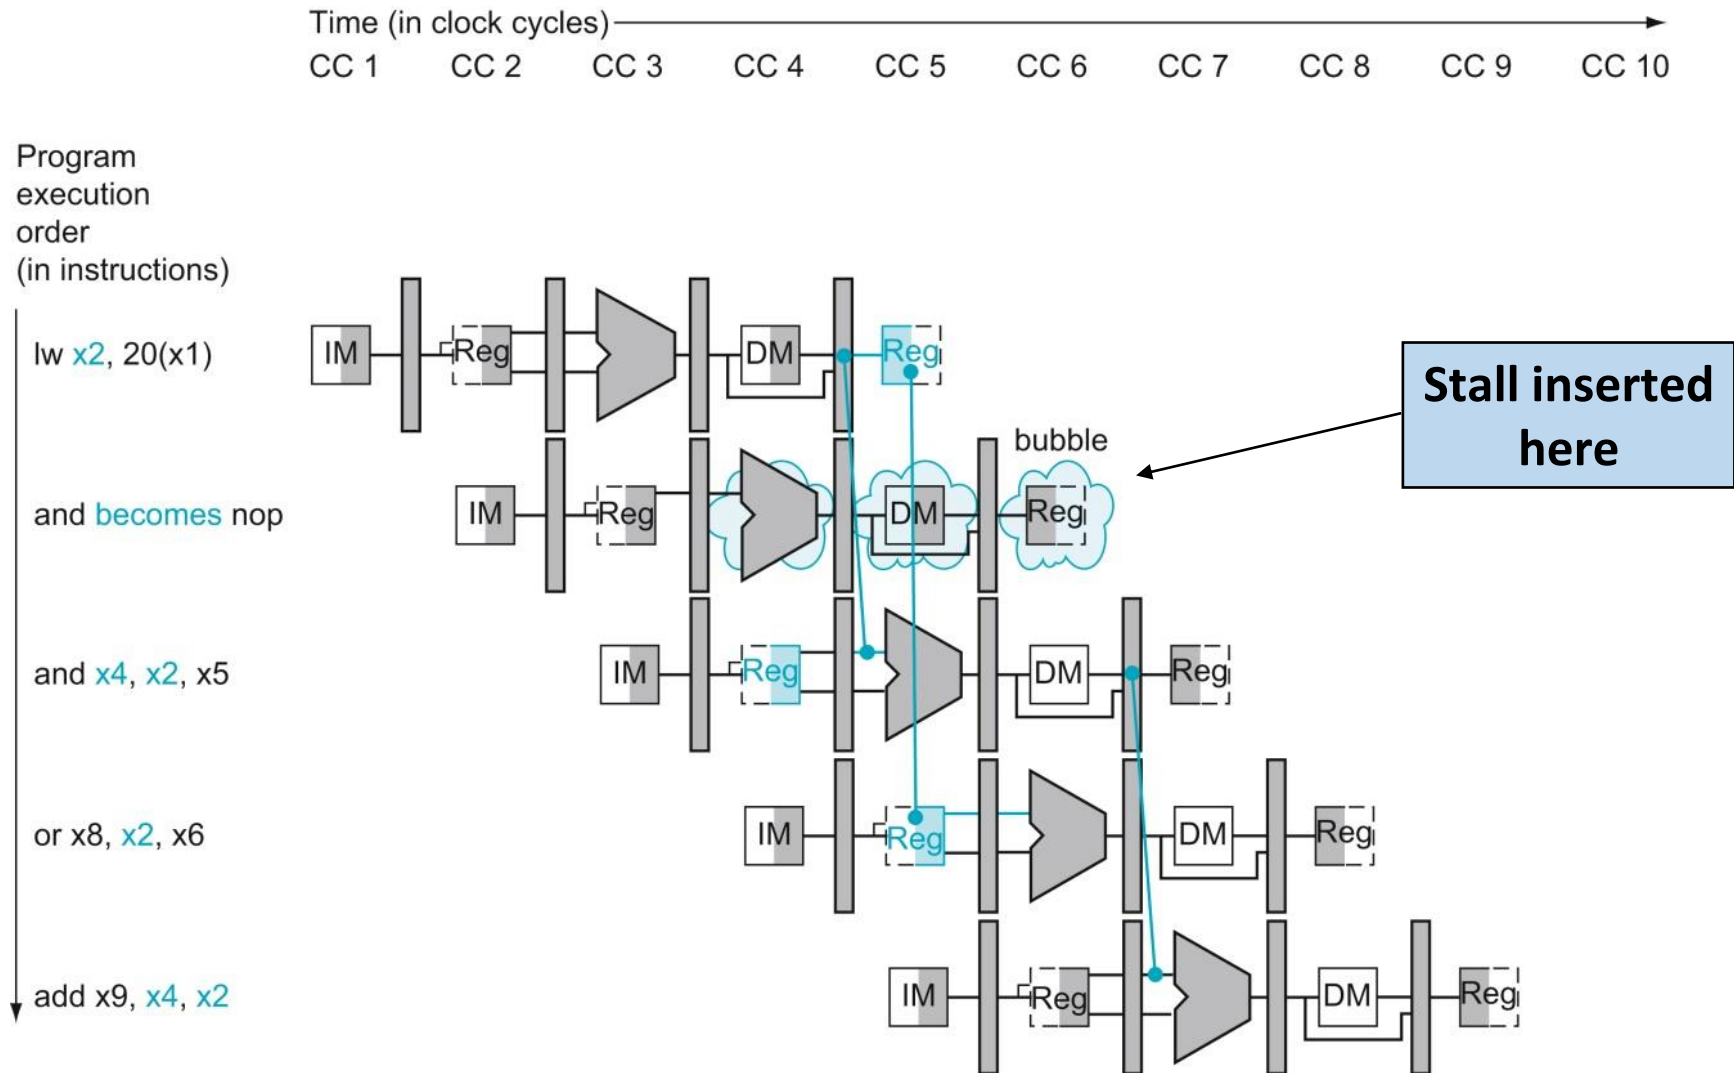 Time (in clock cycles)
CC 1 CC 2 CC 3 CC 4 CC 5 CC 6 CC 7 CC 8 CC 9 CC 10
Program
execution
order
(in instructions)
lw x2, 20(x1)
IM Reg DM Reg
Stall inserted
here
bubble
and becomes nop
IM Reg DM Reg
and x4, x2, x5
IM Reg DM Reg
or x8, x2, x6
IM Reg DM Reg
add x9, x4, x2
IM Reg DM Reg